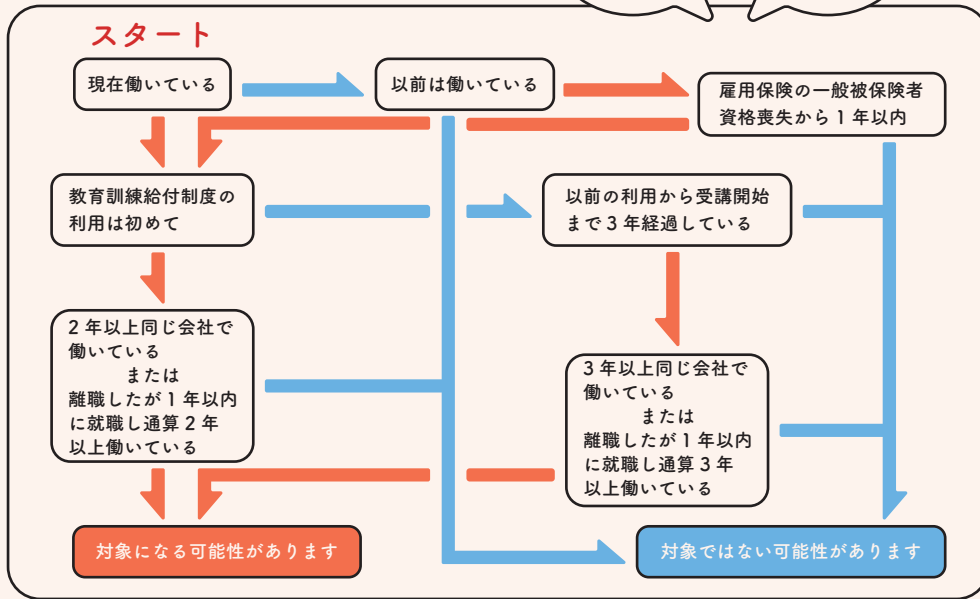 スタート
現在働いている
以前は働いている
雇用保険の一般被保険者
資格喪失から1年以内
教育訓練給付制度の
利用は初めて
以前の利用から受講開始
まで3年経過している
2年以上同じ会社で
働いている
または
離職したが1年以内
に就職し通算2年
以上働いている
3年以上同じ会社で
働いている
または
離職したが1年以内
に就職し通算3年
以上働いている
対象になる可能性があります
対象ではない可能性があります